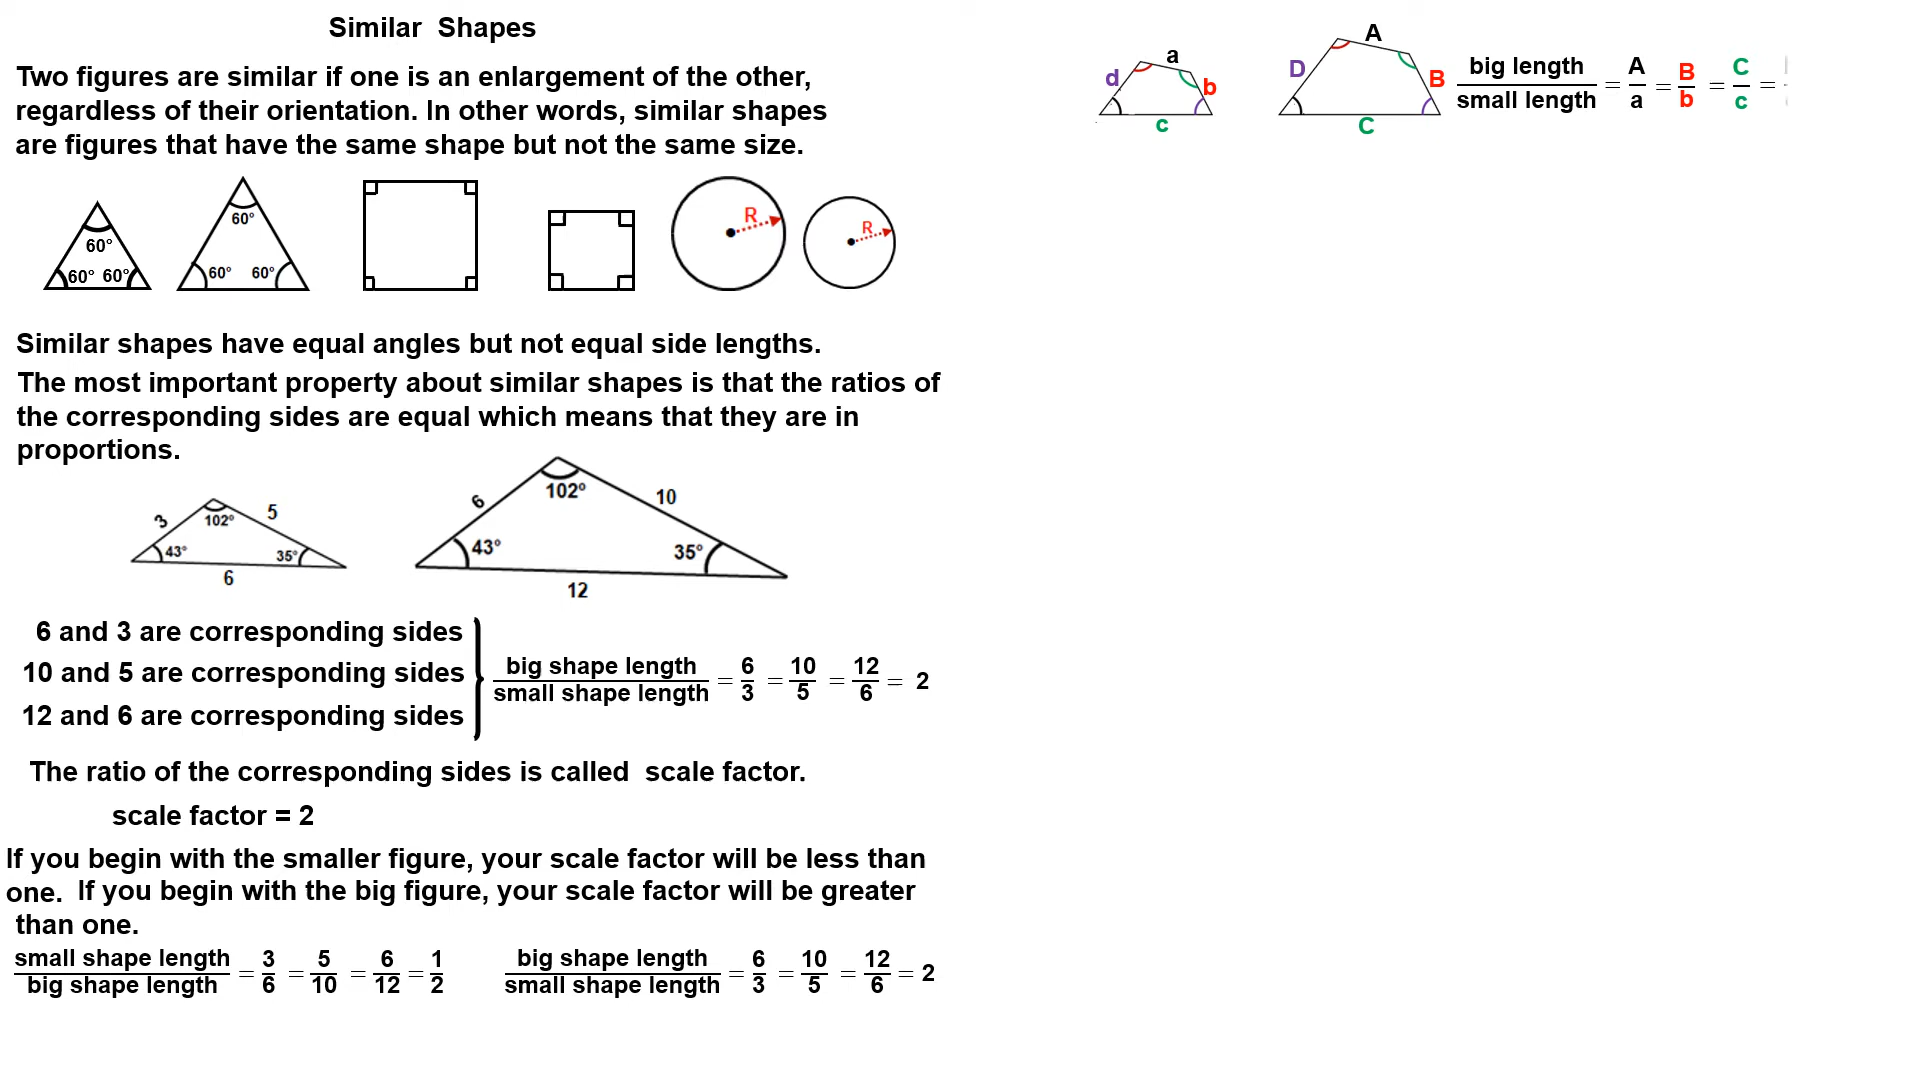 Similar Shapes
Two figures are similar if one is an enlargement of the other,
regardless of their orientation. In other words, similar shapes
are figures that have the same shape but not the same size.
60°
60° 60°
60°
60° 60°
R
R
Similar shapes have equal angles but not equal side lengths.
The most important property about similar shapes is that the ratios of
the corresponding sides are equal which means that they are in
proportions.
3 102° 5
43° 35°
6
6 102° 10
43° 35°
12
6 and 3 are corresponding sides
10 and 5 are corresponding sides
12 and 6 are corresponding sides
big shape length / small shape length = 6/3 = 10/5 = 12/6 = 2
The ratio of the corresponding sides is called scale factor.
scale factor = 2
If you begin with the smaller figure, your scale factor will be less than
one. If you begin with the big figure, your scale factor will be greater
than one.
small shape length / big shape length = 3/6 = 5/10 = 6/12 = 1/2
big shape length / small shape length = 6/3 = 10/5 = 12/6 = 2
a
d b
c
A
D B
C
big length / small length = A/a = B/b = C/c =